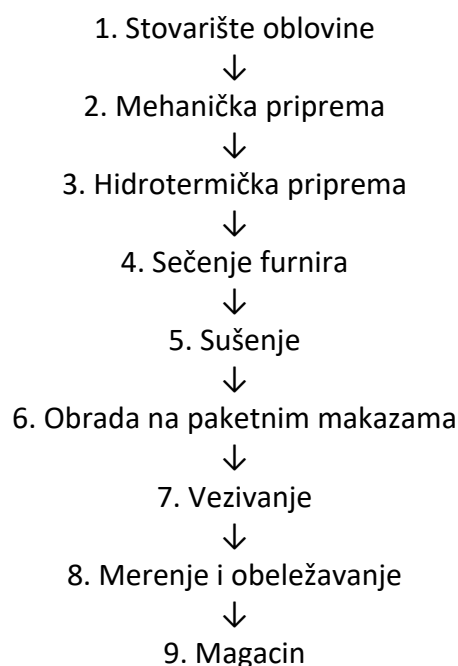 1. Stovarište oblovine
↓
2. Mehanička priprema
↓
3. Hidrotermička priprema
↓
4. Sečenje furnira
↓
5. Sušenje
↓
6. Obrada na paketnim makazama
↓
7. Vezivanje
↓
8. Merenje i obeležavanje
↓
9. Magacin